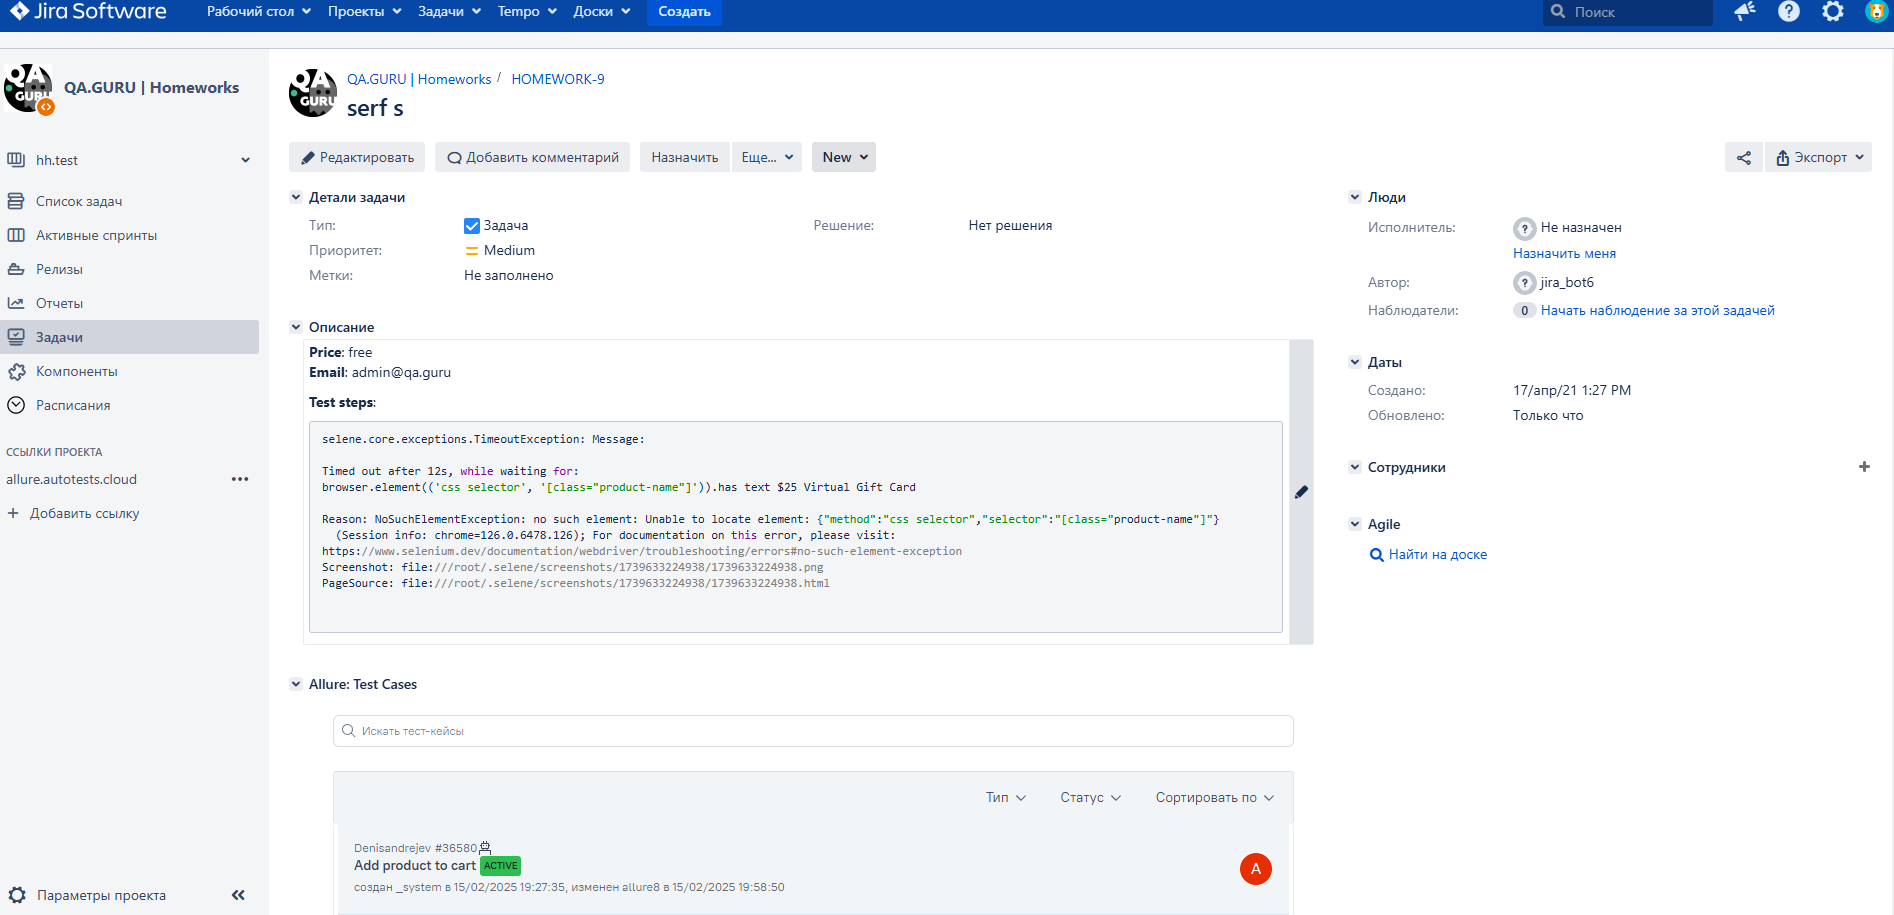 Jira Software
Рабочий стол
Проекты
Задачи
Tempo
Доски
Создать
Поиск
QA GURU
QA.GURU | Homeworks
hh.test
Список задач
Активные спринты
Релизы
Отчеты
Задачи
Компоненты
Расписания
ССЫЛКИ ПРОЕКТА
allure.autotests.cloud
Добавить ссылку
Параметры проекта
QA GURU
QA.GURU | Homeworks / HOMEWORK-9
serf s
Редактировать
Добавить комментарий
Назначить
Еще...
New
Экспорт
Детали задачи
Тип: Задача
Решение: Нет решения
Приоритет: Medium
Метки: Не заполнено
Описание
Price: free
Email: admin@qa.guru
Test steps:
selene.core.exceptions.TimeoutException: Message:
Timed out after 12s, while waiting for:
browser.element(('css selector', '[class="product-name"]')).has text $25 Virtual Gift Card
Reason: NoSuchElementException: no such element: Unable to locate element: {"method":"css selector","selector":"[class="product-name"]"}
(Session info: chrome=126.0.6478.126); For documentation on this error, please visit:
https://www.selenium.dev/documentation/webdriver/troubleshooting/errors#no-such-element-exception
Screenshot: file:///root/.selene/screenshots/1739633224938/1739633224938.png
PageSource: file:///root/.selene/screenshots/1739633224938/1739633224938.html
Allure: Test Cases
Искать тест-кейсы
Тип
Статус
Сортировать по
Denisandrejev #36580
Add product to cart ACTIVE
создан _system в 15/02/2025 19:27:35, изменен allure8 в 15/02/2025 19:58:50
A
Люди
Исполнитель: ? Не назначен
Назначить меня
Автор: ? jira_bot6
Наблюдатели: 0 Начать наблюдение за этой задачей
Даты
Создано: 17/апр/21 1:27 PM
Обновлено: Только что
Сотрудники
Agile
Найти на доске